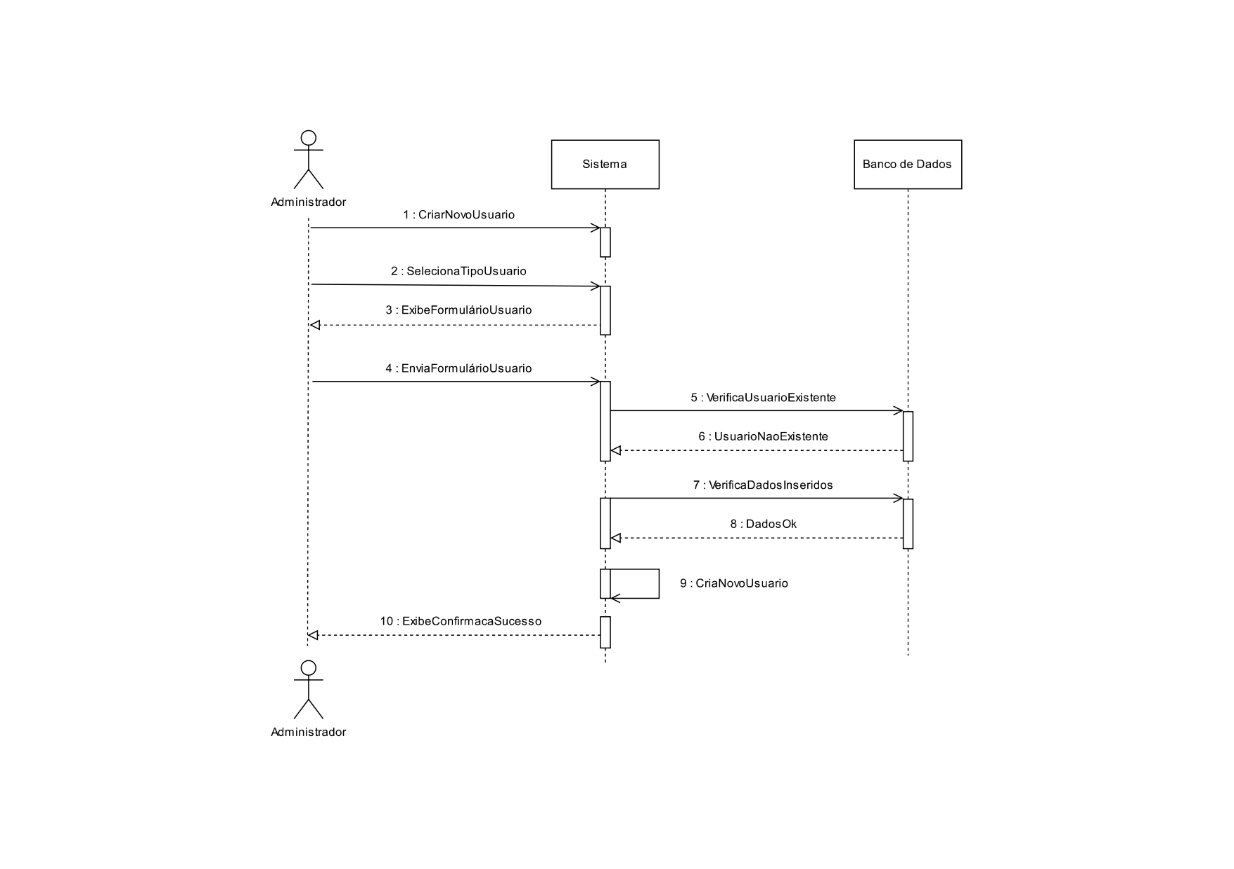 Sistema
Banco de Dados
Administrador
1 : CriarNovoUsuario
2 : SelecionaTipoUsuario
3 : ExibeFormulárioUsuario
4 : EnviaFormulárioUsuario
5 : VerificaUsuarioExistente
6 : UsuarioNaoExistente
7 : VerificaDadosInseridos
8 : DadosOk
9 : CriaNovoUsuario
10 : ExibeConfirmacaSucesso
Administrador